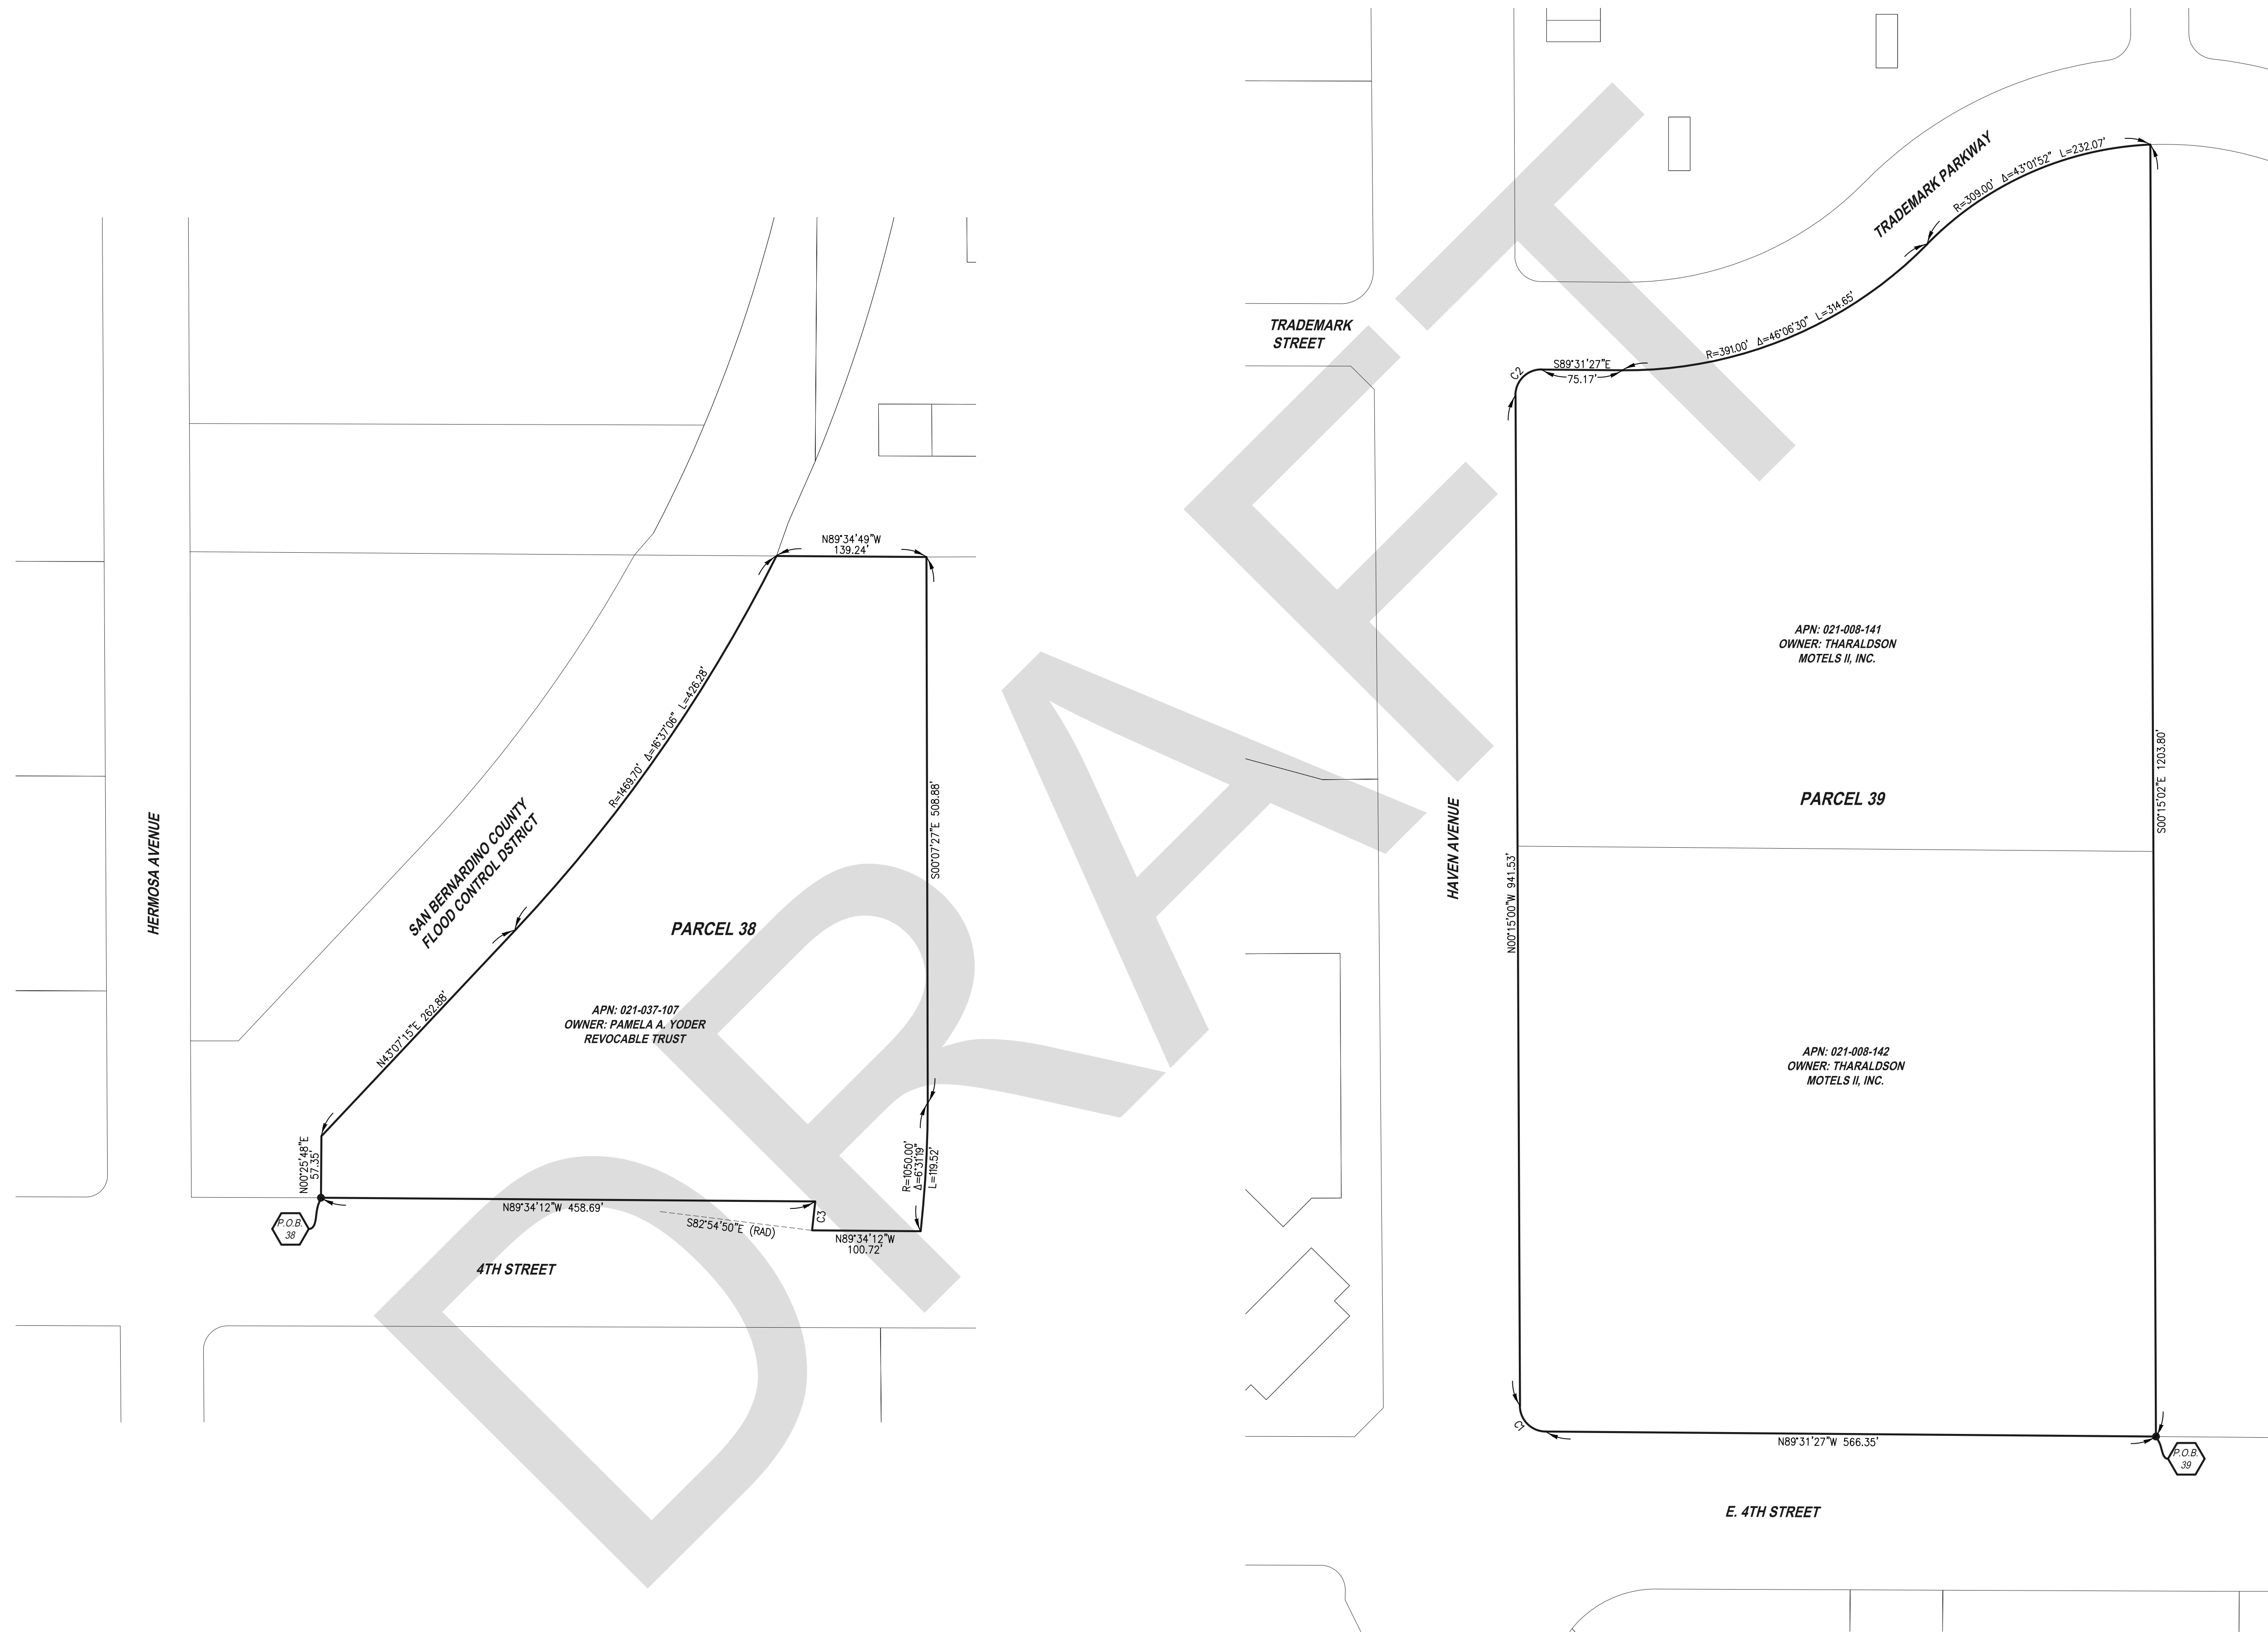 N89°34'49"W
139.24'
R=1469.70' Δ=16°37'06" L=426.28'
S00°07'27"E 508.88'
HERMOSA AVENUE
SAN BERNARDINO COUNTY
FLOOD CONTROL DSTRICT
PARCEL 38
N43°07'15"E 262.88'
APN: 021-037-107
OWNER: PAMELA A. YODER
REVOCABLE TRUST
N00°25'48"E
57.35'
R=1050.00'
Δ=6°31'19"
L=119.52'
N89°34'12"W 458.69'
C3
S82°54'50"E (RAD)
N89°34'12"W
100.72'
P.O.B.
38
4TH STREET
TRADEMARK PARKWAY
R=309.00' Δ=43°01'52" L=232.07'
TRADEMARK
STREET
R=391.00' Δ=46°06'30" L=314.65'
C2
S89°31'27"E
75.17'
APN: 021-008-141
OWNER: THARALDSON
MOTELS II, INC.
S00°15'02"E 1203.80'
PARCEL 39
HAVEN AVENUE
N00°15'00"W 941.53'
APN: 021-008-142
OWNER: THARALDSON
MOTELS II, INC.
C1
N89°31'27"W 566.35'
P.O.B.
39
E. 4TH STREET
DRAFT